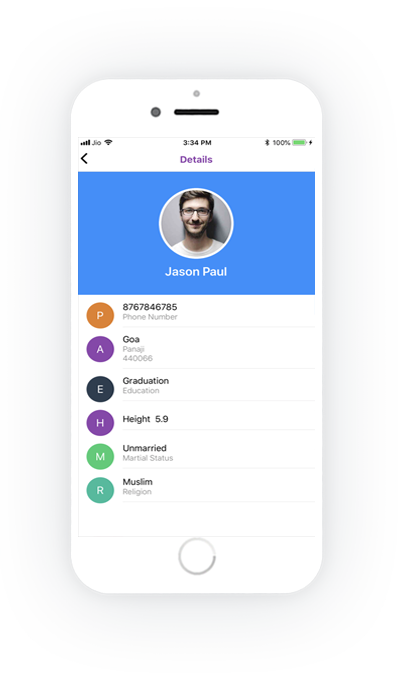 Jio 3:34 PM 100%
Details
Jason Paul
P 8767846785
Phone Number
A Goa
Panaji
440066
E Graduation
Education
H Height 5.9
M Unmarried
Martial Status
R Muslim
Religion